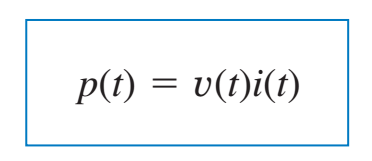 p(t) = v(t)i(t)